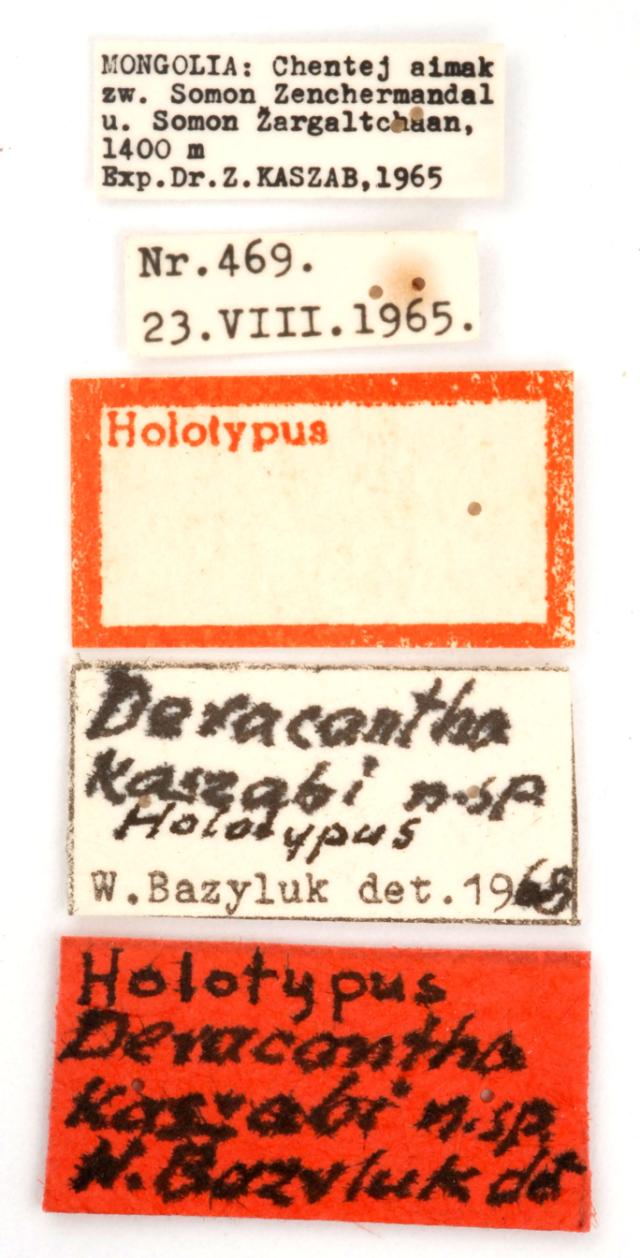 MONGOLIA: Chentej aimak
zw. Somon Zenchermandal
u. Somon Žargaltchaan,
1400 m
Exp.Dr.Z.KASZAB,1965
Nr.469.
23.VIII.1965.
Holotypus
Deracantha
kaszabi n.sp
Holotypus
W.Bazyluk det.1968
Holotypus
Deracantha
kaszabi n.sp
W.Bazyluk det